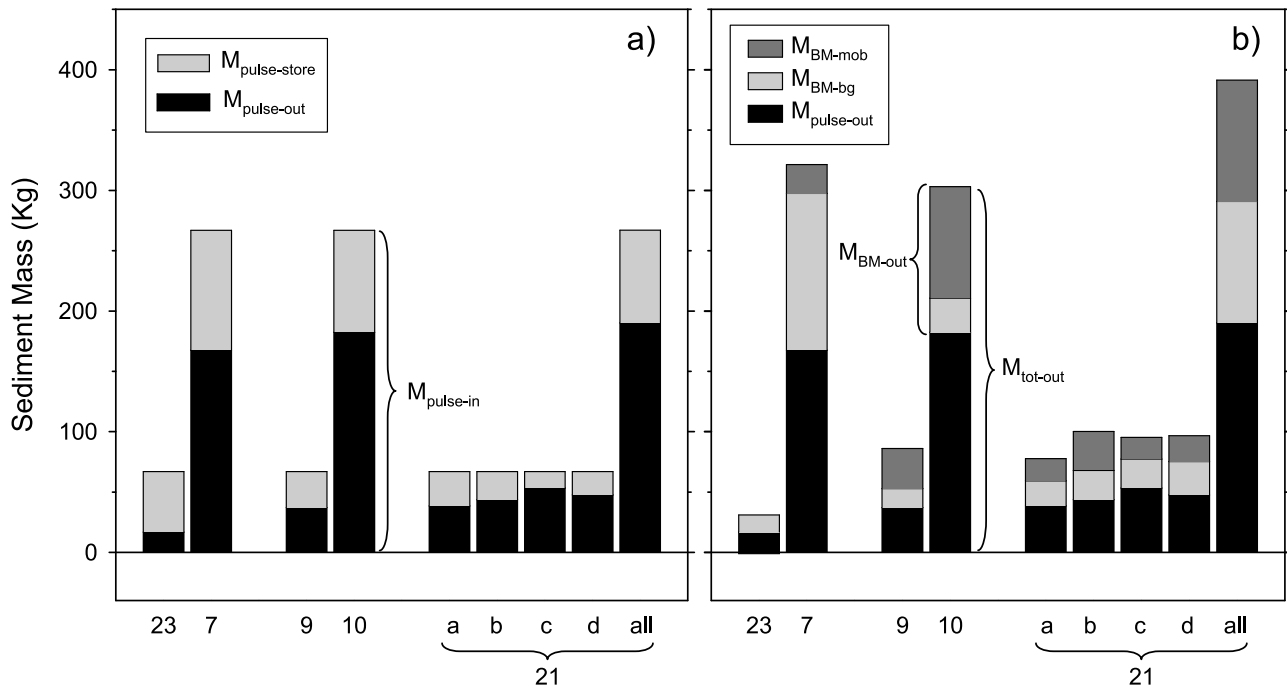 a)
M_pulse-store
M_pulse-out
M_pulse-in
Sediment Mass (Kg)
400
300
200
100
0
23 7 9 10 a b c d all
21
b)
M_BM-mob
M_BM-bg
M_pulse-out
M_BM-out
M_tot-out
23 7 9 10 a b c d all
21